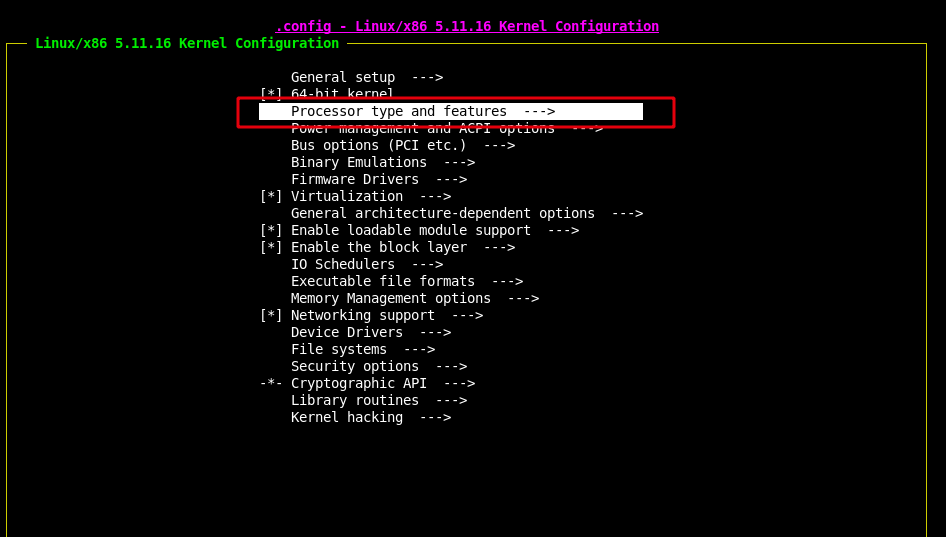 .config - Linux/x86 5.11.16 Kernel Configuration
Linux/x86 5.11.16 Kernel Configuration
General setup  --->
[*] 64-bit kernel
Processor type and features  --->
Power management and ACPI options  --->
Bus options (PCI etc.)  --->
Binary Emulations  --->
Firmware Drivers  --->
[*] Virtualization  --->
General architecture-dependent options  --->
[*] Enable loadable module support  --->
[*] Enable the block layer  --->
IO Schedulers  --->
Executable file formats  --->
Memory Management options  --->
[*] Networking support  --->
Device Drivers  --->
File systems  --->
Security options  --->
-*- Cryptographic API  --->
Library routines  --->
Kernel hacking  --->